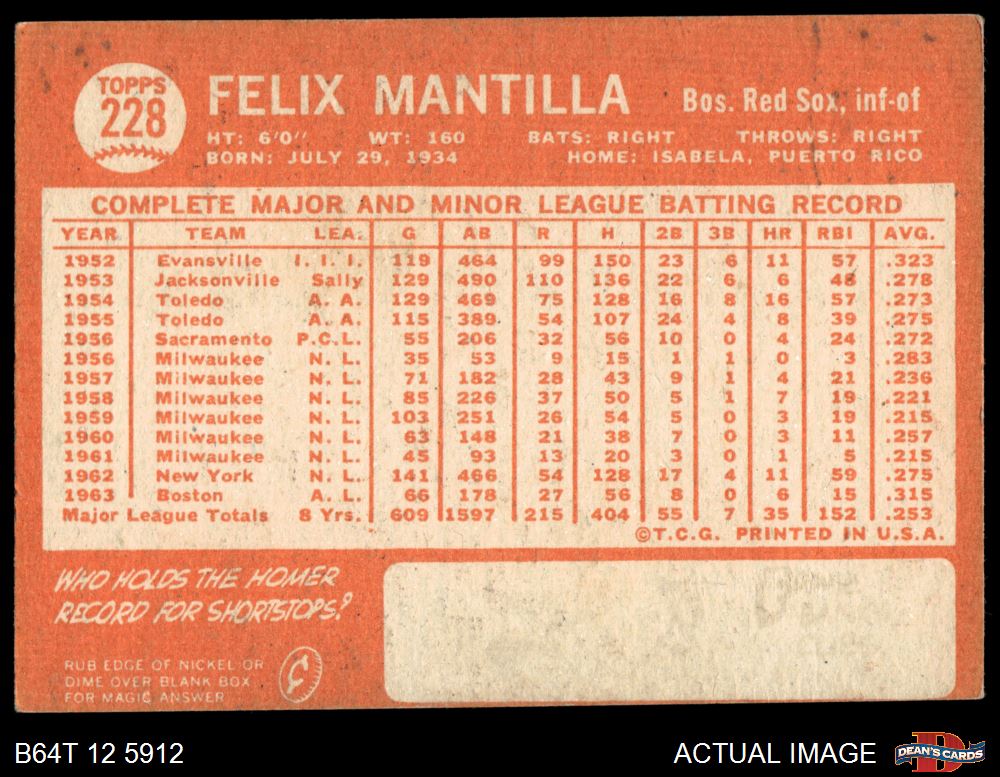 TOPPS
228
FELIX MANTILLA Bos. Red Sox, inf-of
HT: 6'0" WT: 160 BATS: RIGHT THROWS: RIGHT
BORN: JULY 29, 1934 HOME: ISABELA, PUERTO RICO
COMPLETE MAJOR AND MINOR LEAGUE BATTING RECORD
YEAR TEAM LEA. G AB R H 2B 3B HR RBI AVG.
1952 Evansville I. I. I. 119 464 99 150 23 6 11 57 .323
1953 Jacksonville Sally 129 490 110 136 22 6 6 48 .278
1954 Toledo A. A. 129 469 75 128 16 8 16 57 .273
1955 Toledo A. A. 115 389 54 107 24 4 8 39 .275
1956 Sacramento P.C.L. 55 206 32 56 10 0 4 24 .272
1956 Milwaukee N. L. 35 53 9 15 1 1 0 3 .283
1957 Milwaukee N. L. 71 182 28 43 9 1 4 21 .236
1958 Milwaukee N. L. 85 226 37 50 5 1 7 19 .221
1959 Milwaukee N. L. 103 251 26 54 5 0 3 19 .215
1960 Milwaukee N. L. 63 148 21 38 7 0 3 11 .257
1961 Milwaukee N. L. 45 93 13 20 3 0 1 5 .215
1962 New York N. L. 141 466 54 128 17 4 11 59 .275
1963 Boston A. L. 66 178 27 56 8 0 6 15 .315
Major League Totals 8 Yrs. 609 1597 215 404 55 7 35 152 .253
©T.C.G. PRINTED IN U.S.A.
WHO HOLDS THE HOMER
RECORD FOR SHORTSTOPS?
RUB EDGE OF NICKEL OR
DIME OVER BLANK BOX
FOR MAGIC ANSWER
¢
B64T 12 5912 ACTUAL IMAGE
DEAN'S CARDS